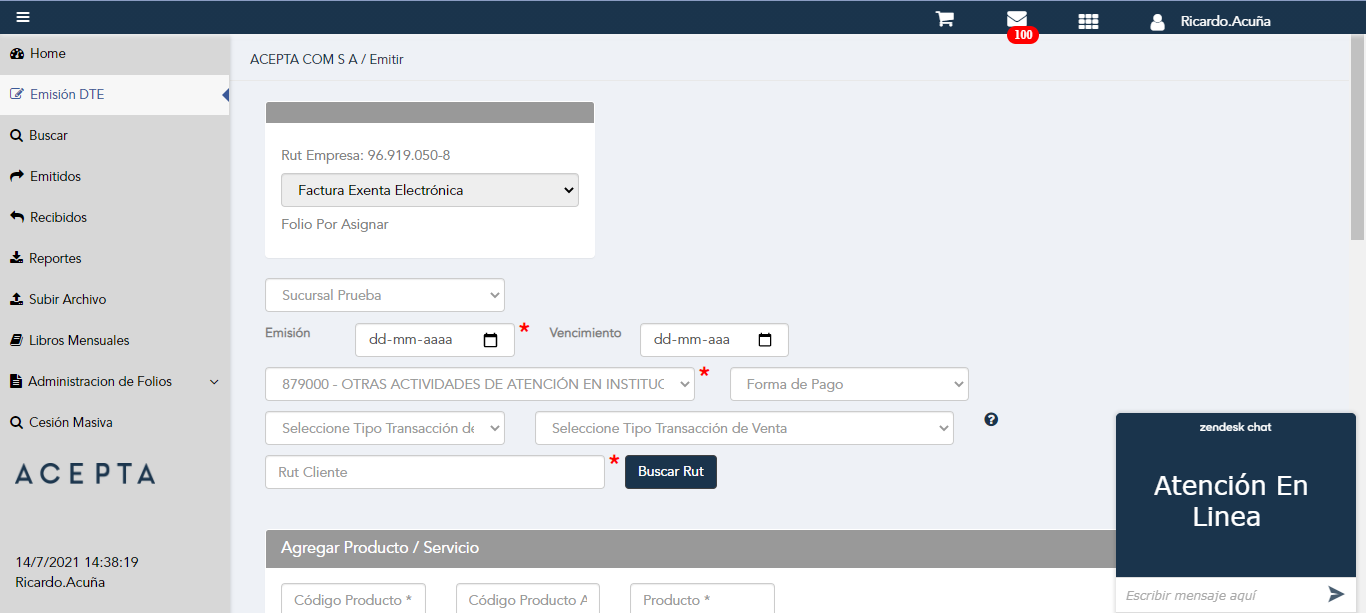 Ricardo.Acuña
100
Home
Emisión DTE
Buscar
Emitidos
Recibidos
Reportes
Subir Archivo
Libros Mensuales
Administracion de Folios
Cesión Masiva
ACEPTA
14/7/2021 14:38:19
Ricardo.Acuña
ACEPTA COM S A / Emitir
Rut Empresa: 96.919.050-8
Factura Exenta Electrónica
Folio Por Asignar
Sucursal Prueba
Emisión dd-mm-aaaa * Vencimiento dd-mm-aaa
879000 - OTRAS ACTIVIDADES DE ATENCIÓN EN INSTITUC * Forma de Pago
Seleccione Tipo Transacción de Seleccione Tipo Transacción de Venta ?
Rut Cliente * Buscar Rut
Agregar Producto / Servicio
Código Producto * Código Producto A Producto *
zendesk chat
Atención En
Linea
Escribir mensaje aquí